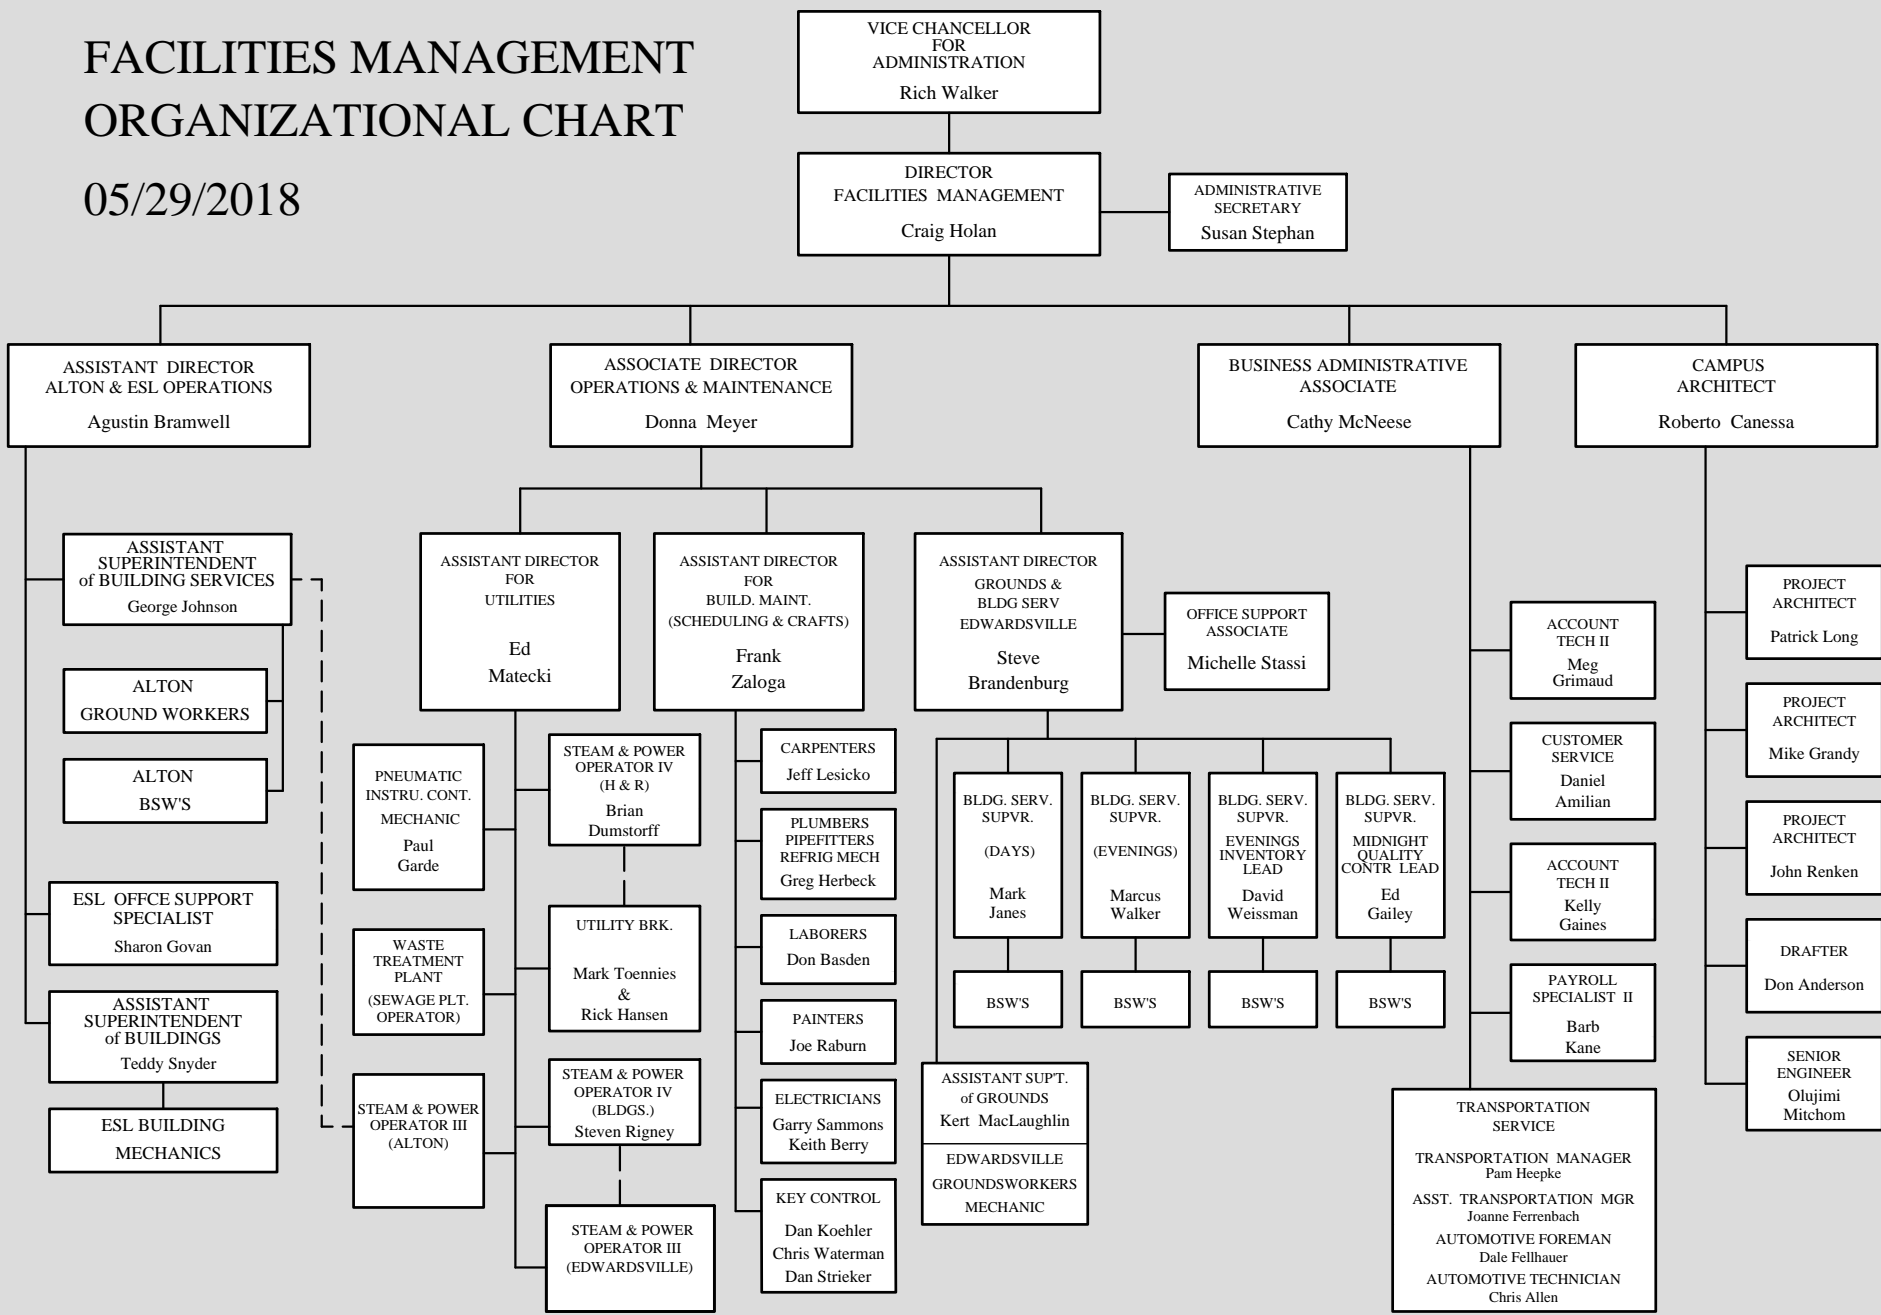 FACILITIES MANAGEMENT
ORGANIZATIONAL CHART
05/29/2018
VICE CHANCELLOR
FOR
ADMINISTRATION
Rich Walker
DIRECTOR
FACILITIES MANAGEMENT
Craig Holan
ADMINISTRATIVE
SECRETARY
Susan Stephan
ASSISTANT DIRECTOR
ALTON & ESL OPERATIONS
Agustin Bramwell
ASSOCIATE DIRECTOR
OPERATIONS & MAINTENANCE
Donna Meyer
BUSINESS ADMINISTRATIVE
ASSOCIATE
Cathy McNeese
CAMPUS
ARCHITECT
Roberto Canessa
ASSISTANT
SUPERINTENDENT
of BUILDING SERVICES
George Johnson
ALTON
GROUND WORKERS
ALTON
BSW'S
ESL OFFCE SUPPORT
SPECIALIST
Sharon Govan
ASSISTANT
SUPERINTENDENT
of BUILDINGS
Teddy Snyder
ESL BUILDING
MECHANICS
ASSISTANT DIRECTOR
FOR
UTILITIES
Ed
Matecki
PNEUMATIC
INSTRU. CONT.
MECHANIC
Paul
Garde
WASTE
TREATMENT
PLANT
(SEWAGE PLT.
OPERATOR)
STEAM & POWER
OPERATOR III
(ALTON)
STEAM & POWER
OPERATOR IV
(H & R)
Brian
Dumstorff
UTILITY BRK.
Mark Toennies
&
Rick Hansen
STEAM & POWER
OPERATOR IV
(BLDGS.)
Steven Rigney
STEAM & POWER
OPERATOR III
(EDWARDSVILLE)
ASSISTANT DIRECTOR
FOR
BUILD. MAINT.
(SCHEDULING & CRAFTS)
Frank
Zaloga
CARPENTERS
Jeff Lesicko
PLUMBERS
PIPEFITTERS
REFRIG MECH
Greg Herbeck
LABORERS
Don Basden
PAINTERS
Joe Raburn
ELECTRICIANS
Garry Sammons
Keith Berry
KEY CONTROL
Dan Koehler
Chris Waterman
Dan Strieker
ASSISTANT DIRECTOR
GROUNDS &
BLDG SERV
EDWARDSVILLE
Steve
Brandenburg
OFFICE SUPPORT
ASSOCIATE
Michelle Stassi
BLDG. SERV.
SUPVR.
(DAYS)
Mark
Janes
BSW'S
BLDG. SERV.
SUPVR.
(EVENINGS)
Marcus
Walker
BSW'S
BLDG. SERV.
SUPVR.
EVENINGS
INVENTORY
LEAD
David
Weissman
BSW'S
BLDG. SERV.
SUPVR.
MIDNIGHT
QUALITY
CONTR LEAD
Ed
Gailey
BSW'S
ASSISTANT SUP'T.
of GROUNDS
Kert MacLaughlin
EDWARDSVILLE
GROUNDSWORKERS
MECHANIC
ACCOUNT
TECH II
Meg
Grimaud
CUSTOMER
SERVICE
Daniel
Amilian
ACCOUNT
TECH II
Kelly
Gaines
PAYROLL
SPECIALIST II
Barb
Kane
TRANSPORTATION
SERVICE
TRANSPORTATION MANAGER
Pam Heepke
ASST. TRANSPORTATION MGR
Joanne Ferrenbach
AUTOMOTIVE FOREMAN
Dale Fellhauer
AUTOMOTIVE TECHNICIAN
Chris Allen
PROJECT
ARCHITECT
Patrick Long
PROJECT
ARCHITECT
Mike Grandy
PROJECT
ARCHITECT
John Renken
DRAFTER
Don Anderson
SENIOR
ENGINEER
Olujimi
Mitchom